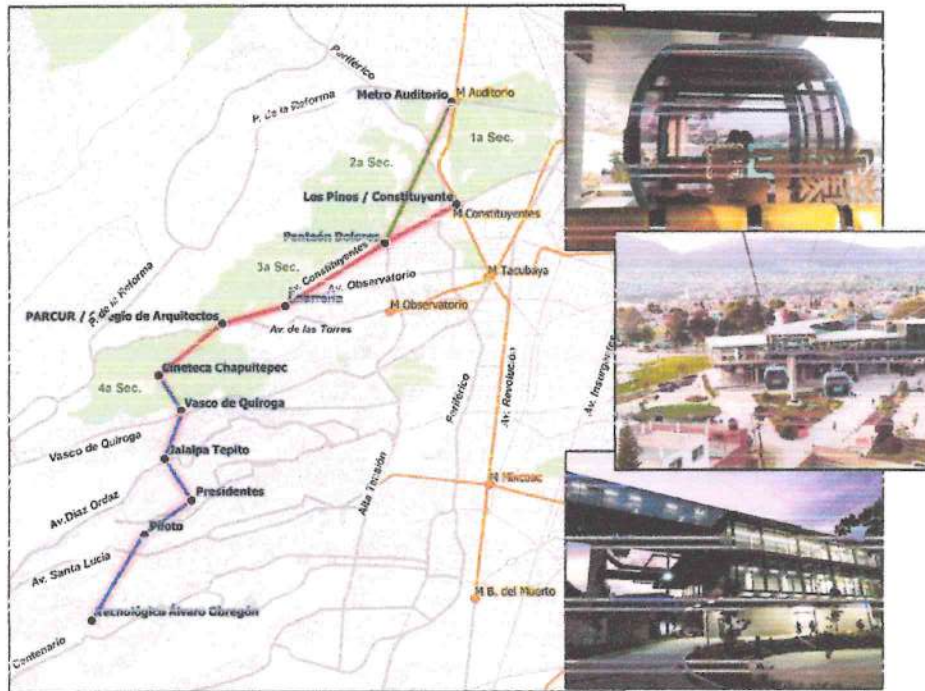 Periférico
P. de la Reforma
Metro Auditorio
M Auditorio
1a Sec.
2a Sec.
Los Pinos / Constituyente
M Constituyentes
Panteón Dolores
3a Sec.
Av. Constituyentes
Av. Observatorio
M Tacubaya
P. de la Reforma
M Observatorio
PARCUR / Colegio de Arquitectos
Av. de las Torres
Cineteca Chapultepec
4a Sec.
Vasco de Quiroga
Vasco de Quiroga
Periférico
Av. Revolución
Av. Insurgentes
Jalalpa Tepito
Alta Tensión
M Mixcoac
Presidentes
Av. Díaz Ordaz
Piloto
Av. Santa Lucia
M B. del Muerto
Tecnológico Álvaro Obregón
Centenario